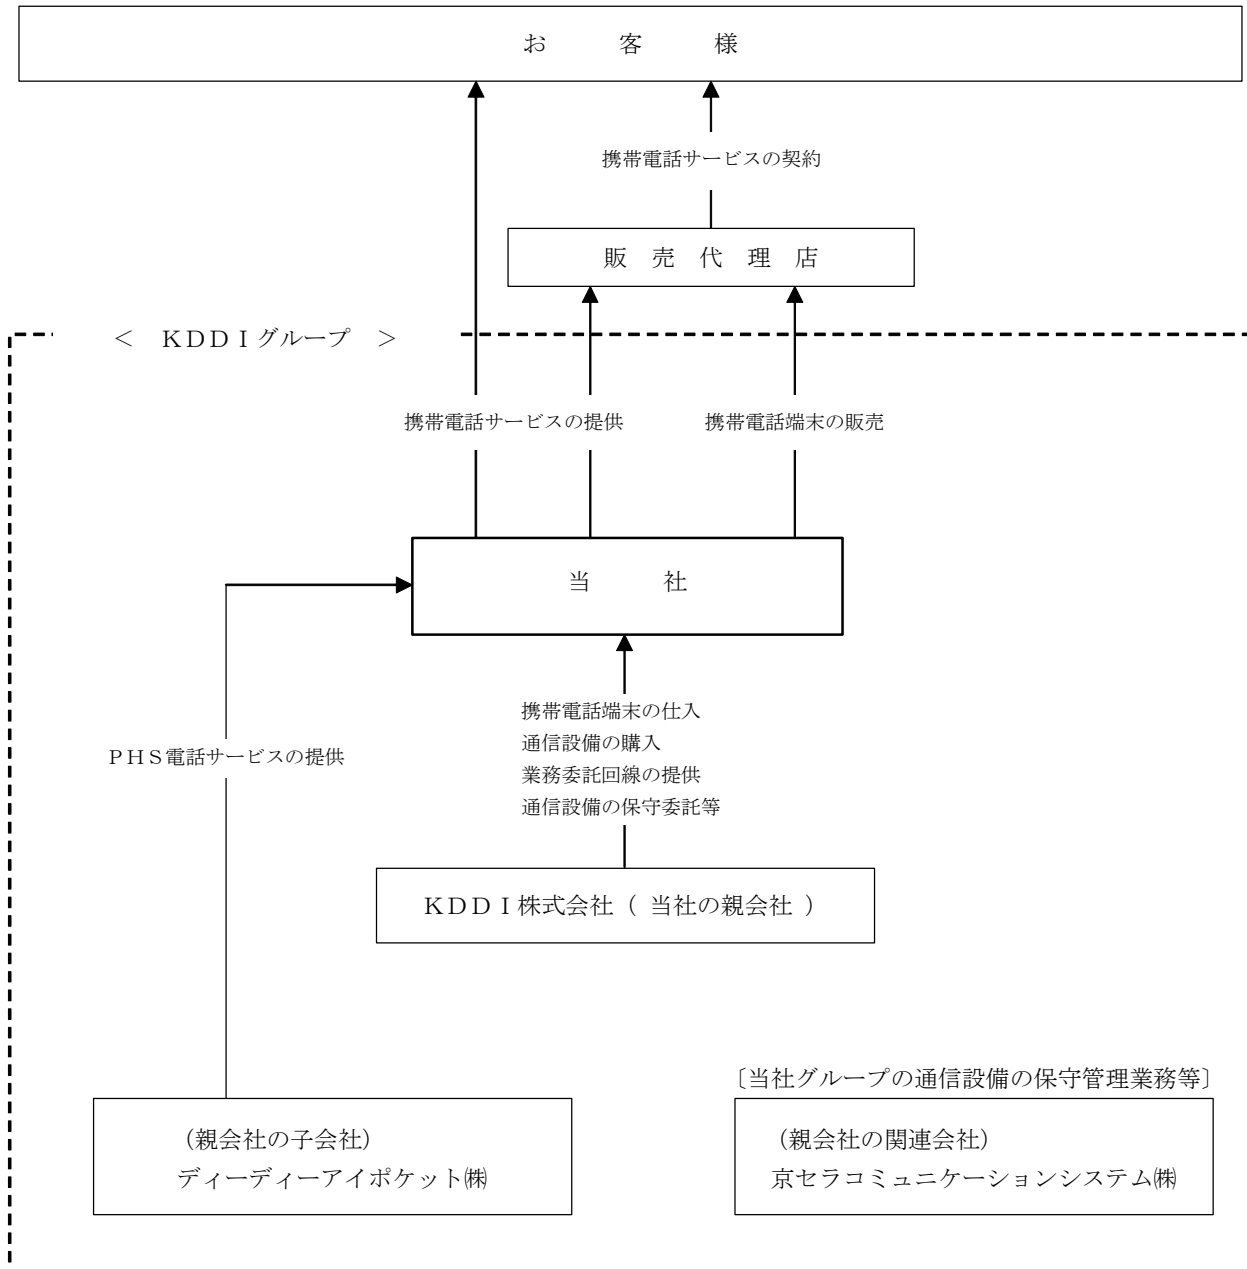 お　客　様
携帯電話サービスの契約
販 売 代 理 店
＜　ＫＤＤＩグループ　＞
携帯電話サービスの提供
携帯電話端末の販売
当　社
携帯電話端末の仕入
通信設備の購入
業務委託回線の提供
通信設備の保守委託等
ＰＨＳ電話サービスの提供
ＫＤＤＩ株式会社（ 当社の親会社 ）
〔当社グループの通信設備の保守管理業務等〕
（親会社の子会社）
ディーディーアイポケット㈱
（親会社の関連会社）
京セラコミュニケーションシステム㈱